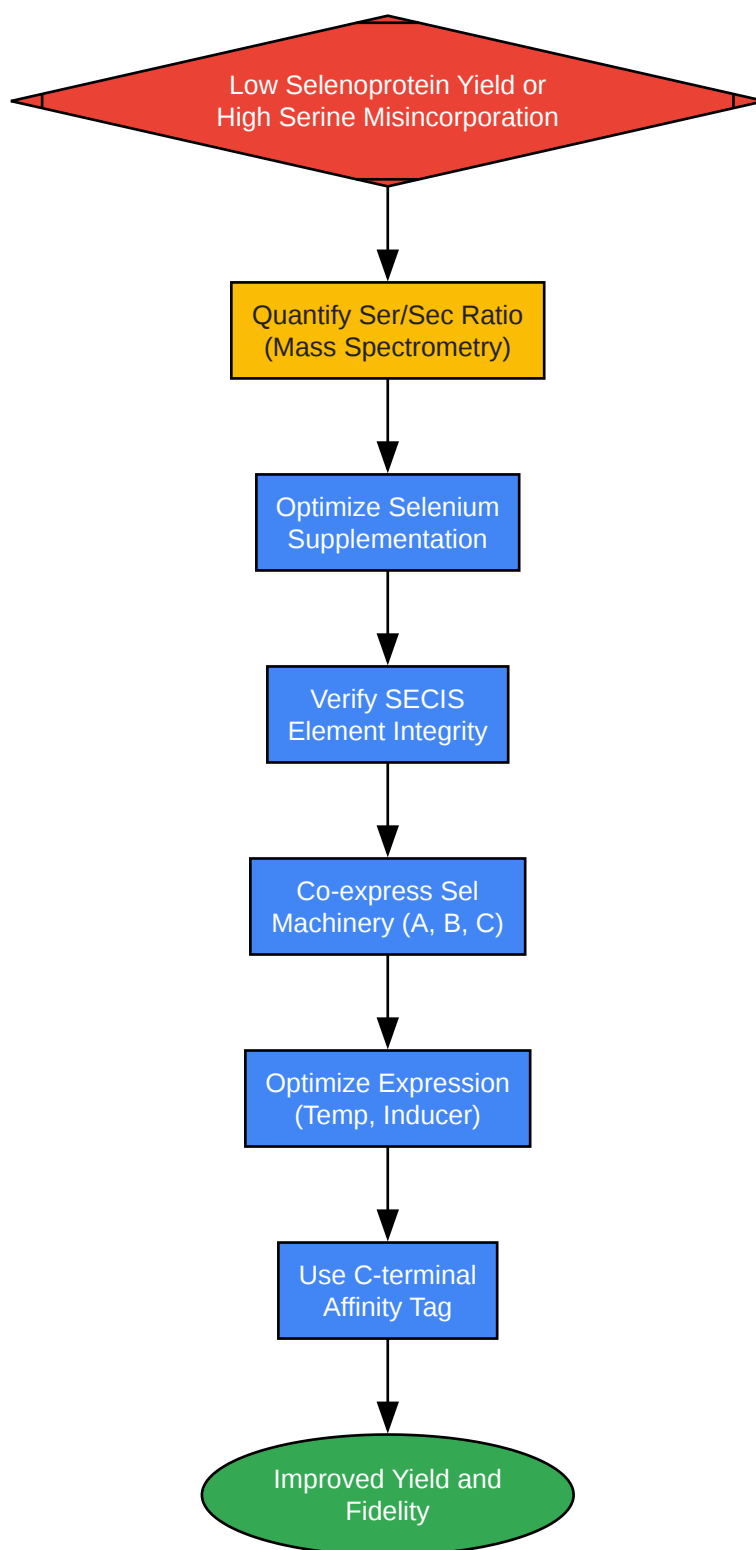 Low Selenoprotein Yield or
High Serine Misincorporation
Quantify Ser/Sec Ratio
(Mass Spectrometry)
Optimize Selenium
Supplementation
Verify SECIS
Element Integrity
Co-express Sel
Machinery (A, B, C)
Optimize Expression
(Temp, Inducer)
Use C-terminal
Affinity Tag
Improved Yield and
Fidelity